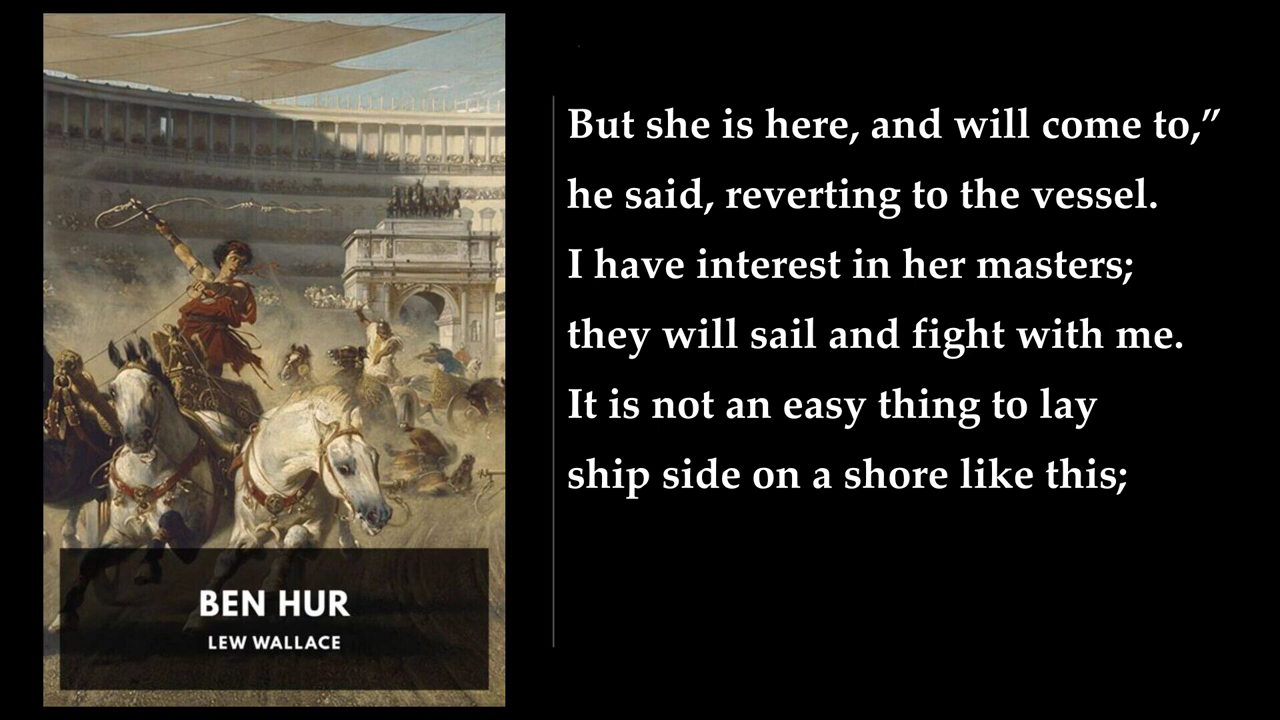 BEN HUR
LEW WALLACE
But she is here, and will come to,”
he said, reverting to the vessel.
I have interest in her masters;
they will sail and fight with me.
It is not an easy thing to lay
ship side on a shore like this;